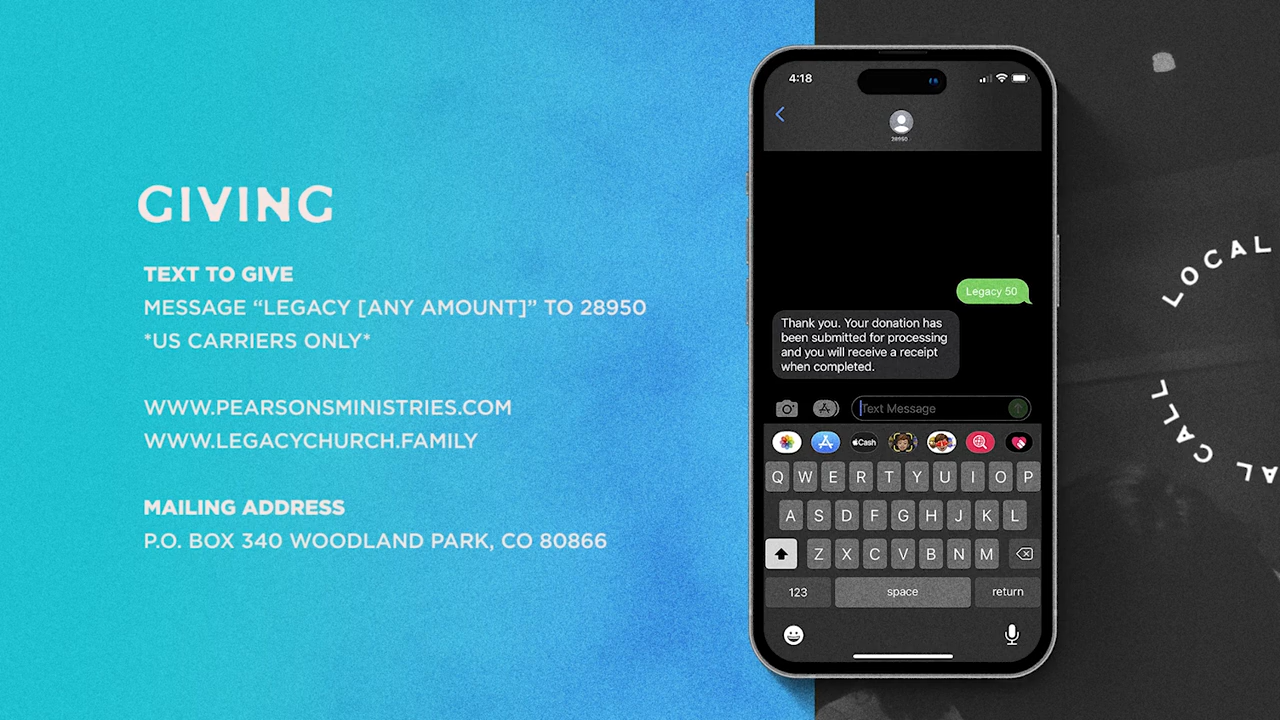 GIVING
TEXT TO GIVE
MESSAGE “LEGACY [ANY AMOUNT]” TO 28950
*US CARRIERS ONLY*
WWW.PEARSONSMINISTRIES.COM
WWW.LEGACYCHURCH.FAMILY
MAILING ADDRESS
P.O. BOX 340 WOODLAND PARK, CO 80866
4:18
28950
Legacy 50
Thank you. Your donation has
been submitted for processing
and you will receive a receipt
when completed.
Text Message
Cash
Q W E R T Y U I O P
A S D F G H J K L
Z X C V B N M
123 space return
LOCAL
AL CALL